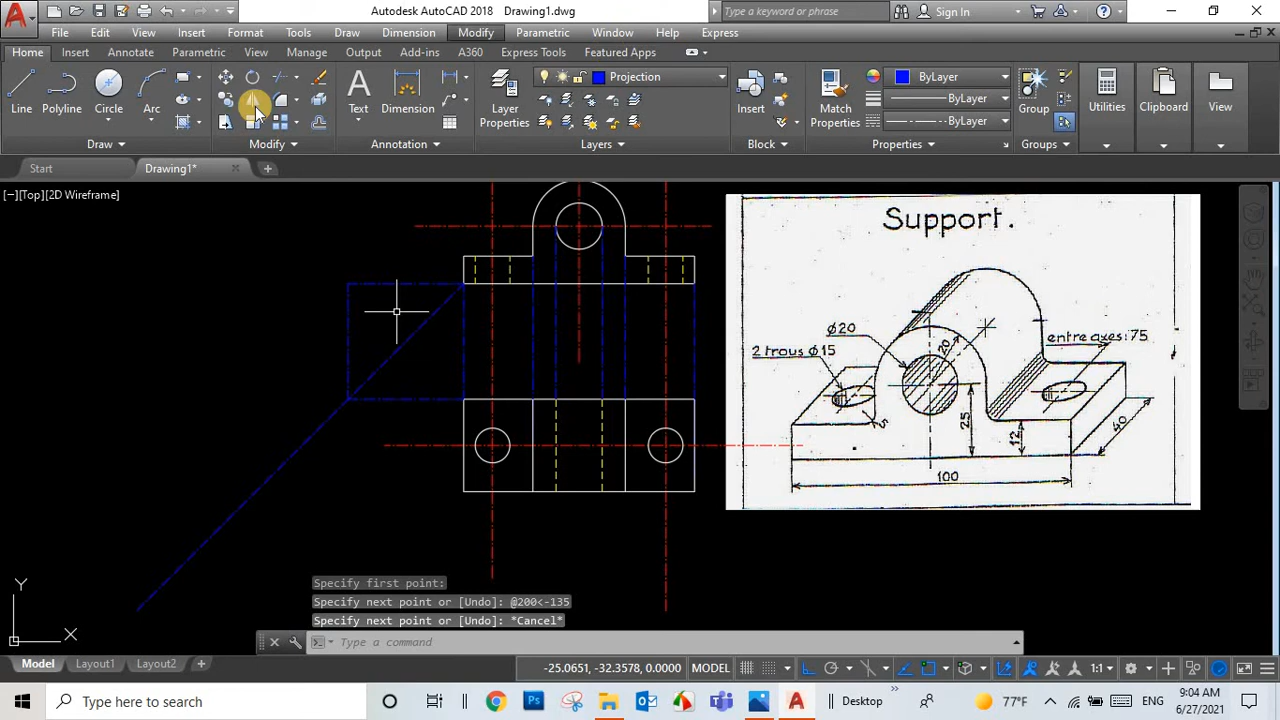 Autodesk AutoCAD 2018 Drawing1.dwg
Type a keyword or phrase
Sign In
File Edit View Insert Format Tools Draw Dimension Modify Parametric Window Help Express
Home Insert Annotate Parametric View Manage Output Add-ins A360 Express Tools Featured Apps
Projection
ByLayer
ByLayer
ByLayer
Line Polyline Circle Arc Text Dimension Layer Properties Insert Match Properties Group Utilities Clipboard View
Draw Modify Annotation Layers Block Properties Groups
Start Drawing1*
[−][Top][2D Wireframe]
Support.
Ø20
2 trous Ø15
20
entre axes: 75
25
12
40
100
Y
X
Specify first point:
Specify next point or [Undo]: @200<-135
Specify next point or [Undo]: *Cancel*
Type a command
Model Layout1 Layout2
-25.0651, -32.3578, 0.0000 MODEL 1:1
Type here to search
Desktop
77°F
ENG
9:04 AM
6/27/2021